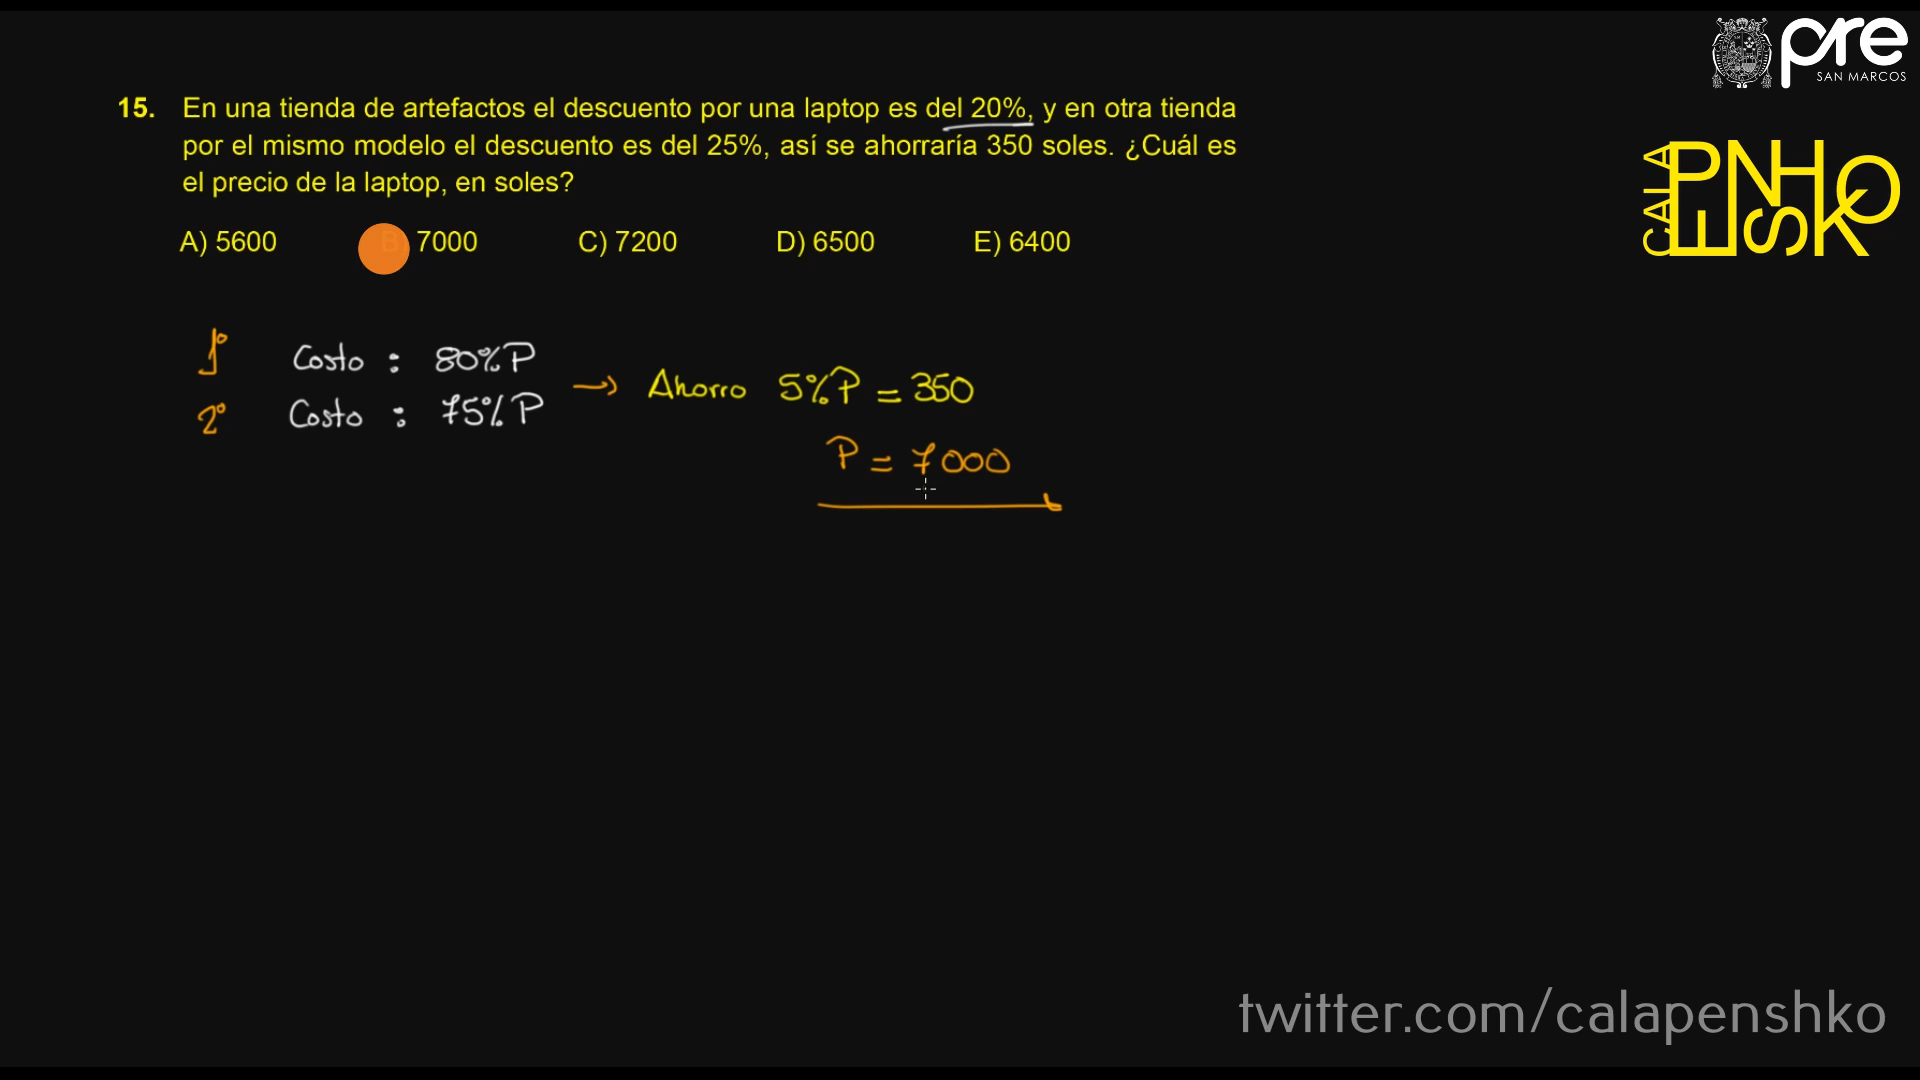 pre
SAN MARCOS
15. En una tienda de artefactos el descuento por una laptop es del 20%, y en otra tienda
por el mismo modelo el descuento es del 25%, así se ahorraría 350 soles. ¿Cuál es
el precio de la laptop, en soles?
CALA
PENSHKO
A) 5600 B) 7000 C) 7200 D) 6500 E) 6400
1° Costo : 80%P
2° Costo : 75%P
→ Ahorro 5%P = 350
P = 7000
twitter.com/calapenshko